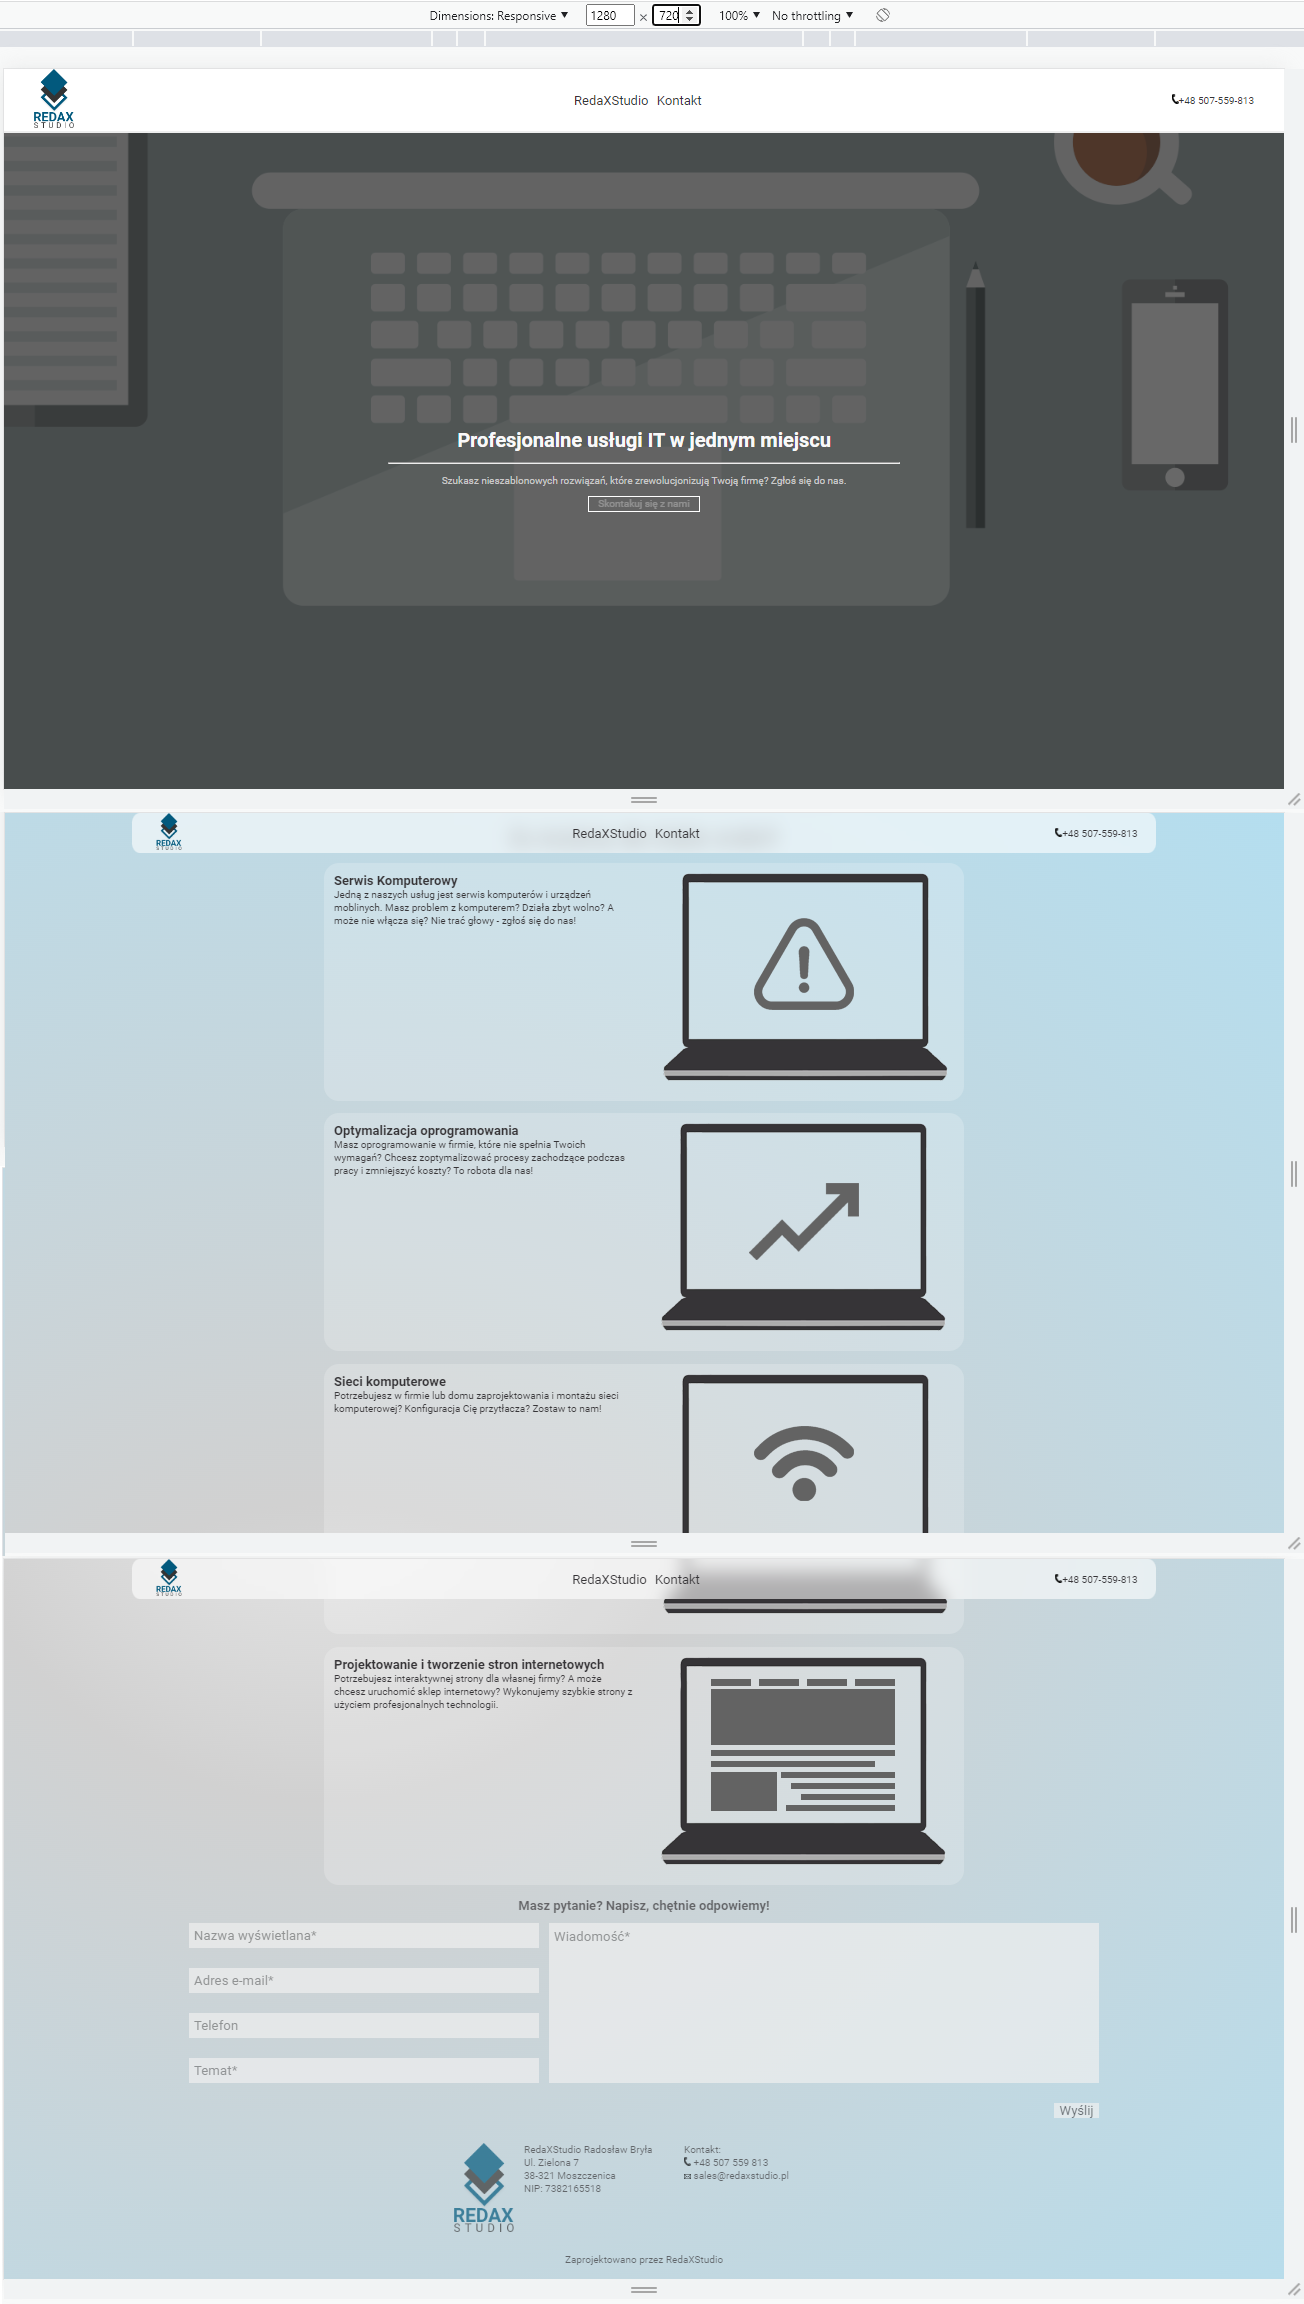 Dimensions: Responsive ▼ 1280 × 720 100% ▼ No throttling ▼
REDAX
STUDIO
RedaXStudio Kontakt
+48 507-559-813
Profesjonalne usługi IT w jednym miejscu
Szukasz nieszablonowych rozwiązań, które zrewolucjonizują Twoją firmę? Zgłoś się do nas.
Skontakuj się z nami
REDAX
STUDIO
RedaXStudio Kontakt
+48 507-559-813
Serwis Komputerowy
Jedną z naszych usług jest serwis komputerów i urządzeń
moblinych. Masz problem z komputerem? Działa zbyt wolno? A
może nie włącza się? Nie trać głowy - zgłoś się do nas!
Optymalizacja oprogramowania
Masz oprogramowanie w firmie, które nie spełnia Twoich
wymagań? Chcesz zoptymalizować procesy zachodzące podczas
pracy i zmniejszyć koszty? To robota dla nas!
Sieci komputerowe
Potrzebujesz w firmie lub domu zaprojektowania i montażu sieci
komputerowej? Konfiguracja Cię przytłacza? Zostaw to nam!
REDAX
STUDIO
RedaXStudio Kontakt
+48 507-559-813
Projektowanie i tworzenie stron internetowych
Potrzebujesz interaktywnej strony dla własnej firmy? A może
chcesz uruchomić sklep internetowy? Wykonujemy szybkie strony z
użyciem profesjonalnych technologii.
Masz pytanie? Napisz, chętnie odpowiemy!
Nazwa wyświetlana*
Adres e-mail*
Telefon
Temat*
Wiadomość*
Wyślij
REDAX
STUDIO
RedaXStudio Radosław Bryła
Ul. Zielona 7
38-321 Moszczenica
NIP: 7382165518
Kontakt:
+48 507 559 813
sales@redaxstudio.pl
Zaprojektowano przez RedaXStudio